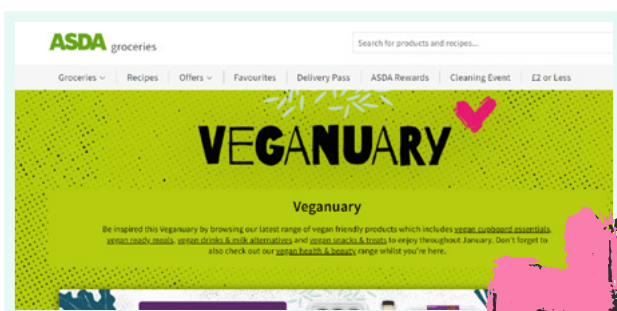 ASDA groceries
Search for products and recipes...
Groceries Recipes Offers Favourites Delivery Pass ASDA Rewards Cleaning Event £2 or Less
VEGANUARY
Veganuary
Be inspired this Veganuary by browsing our latest range of vegan friendly products which includes vegan cupboard essentials,
vegan ready meals, vegan drinks & milk alternatives and vegan snacks & treats to enjoy throughout January. Don't forget to
also check out our vegan health & beauty range whilst you're here.